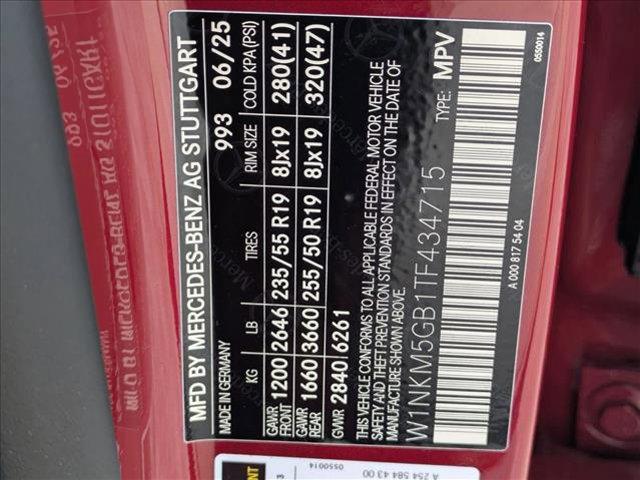 MFD BY MERCEDES-BENZ AG STUTTGART
MADE IN GERMANY 993 06/25
KG LB TIRES RIM SIZE COLD KPA(PSI)
GAWR FRONT 1200 2646 235/55 R19 8Jx19 280(41)
GAWR REAR 1660 3660 255/50 R19 8Jx19 320(47)
GVWR 2840 6261
THIS VEHICLE CONFORMS TO ALL APPLICABLE FEDERAL MOTOR VEHICLE
SAFETY AND THEFT PREVENTION STANDARDS IN EFFECT ON THE DATE OF
MANUFACTURE SHOWN ABOVE.
W1NKM5GB1TF434715 TYPE: MPV
A 000 817 54 04
0550014
A 254 584 43 00
0550014